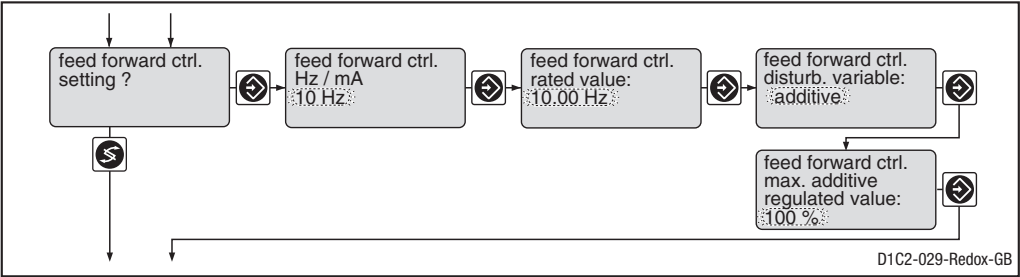 feed forward ctrl.
setting ?
feed forward ctrl.
Hz / mA
10 Hz
feed forward ctrl.
rated value:
10.00 Hz
feed forward ctrl.
disturb. variable:
additive
feed forward ctrl.
max. additive
regulated value:
100 %
D1C2-029-Redox-GB